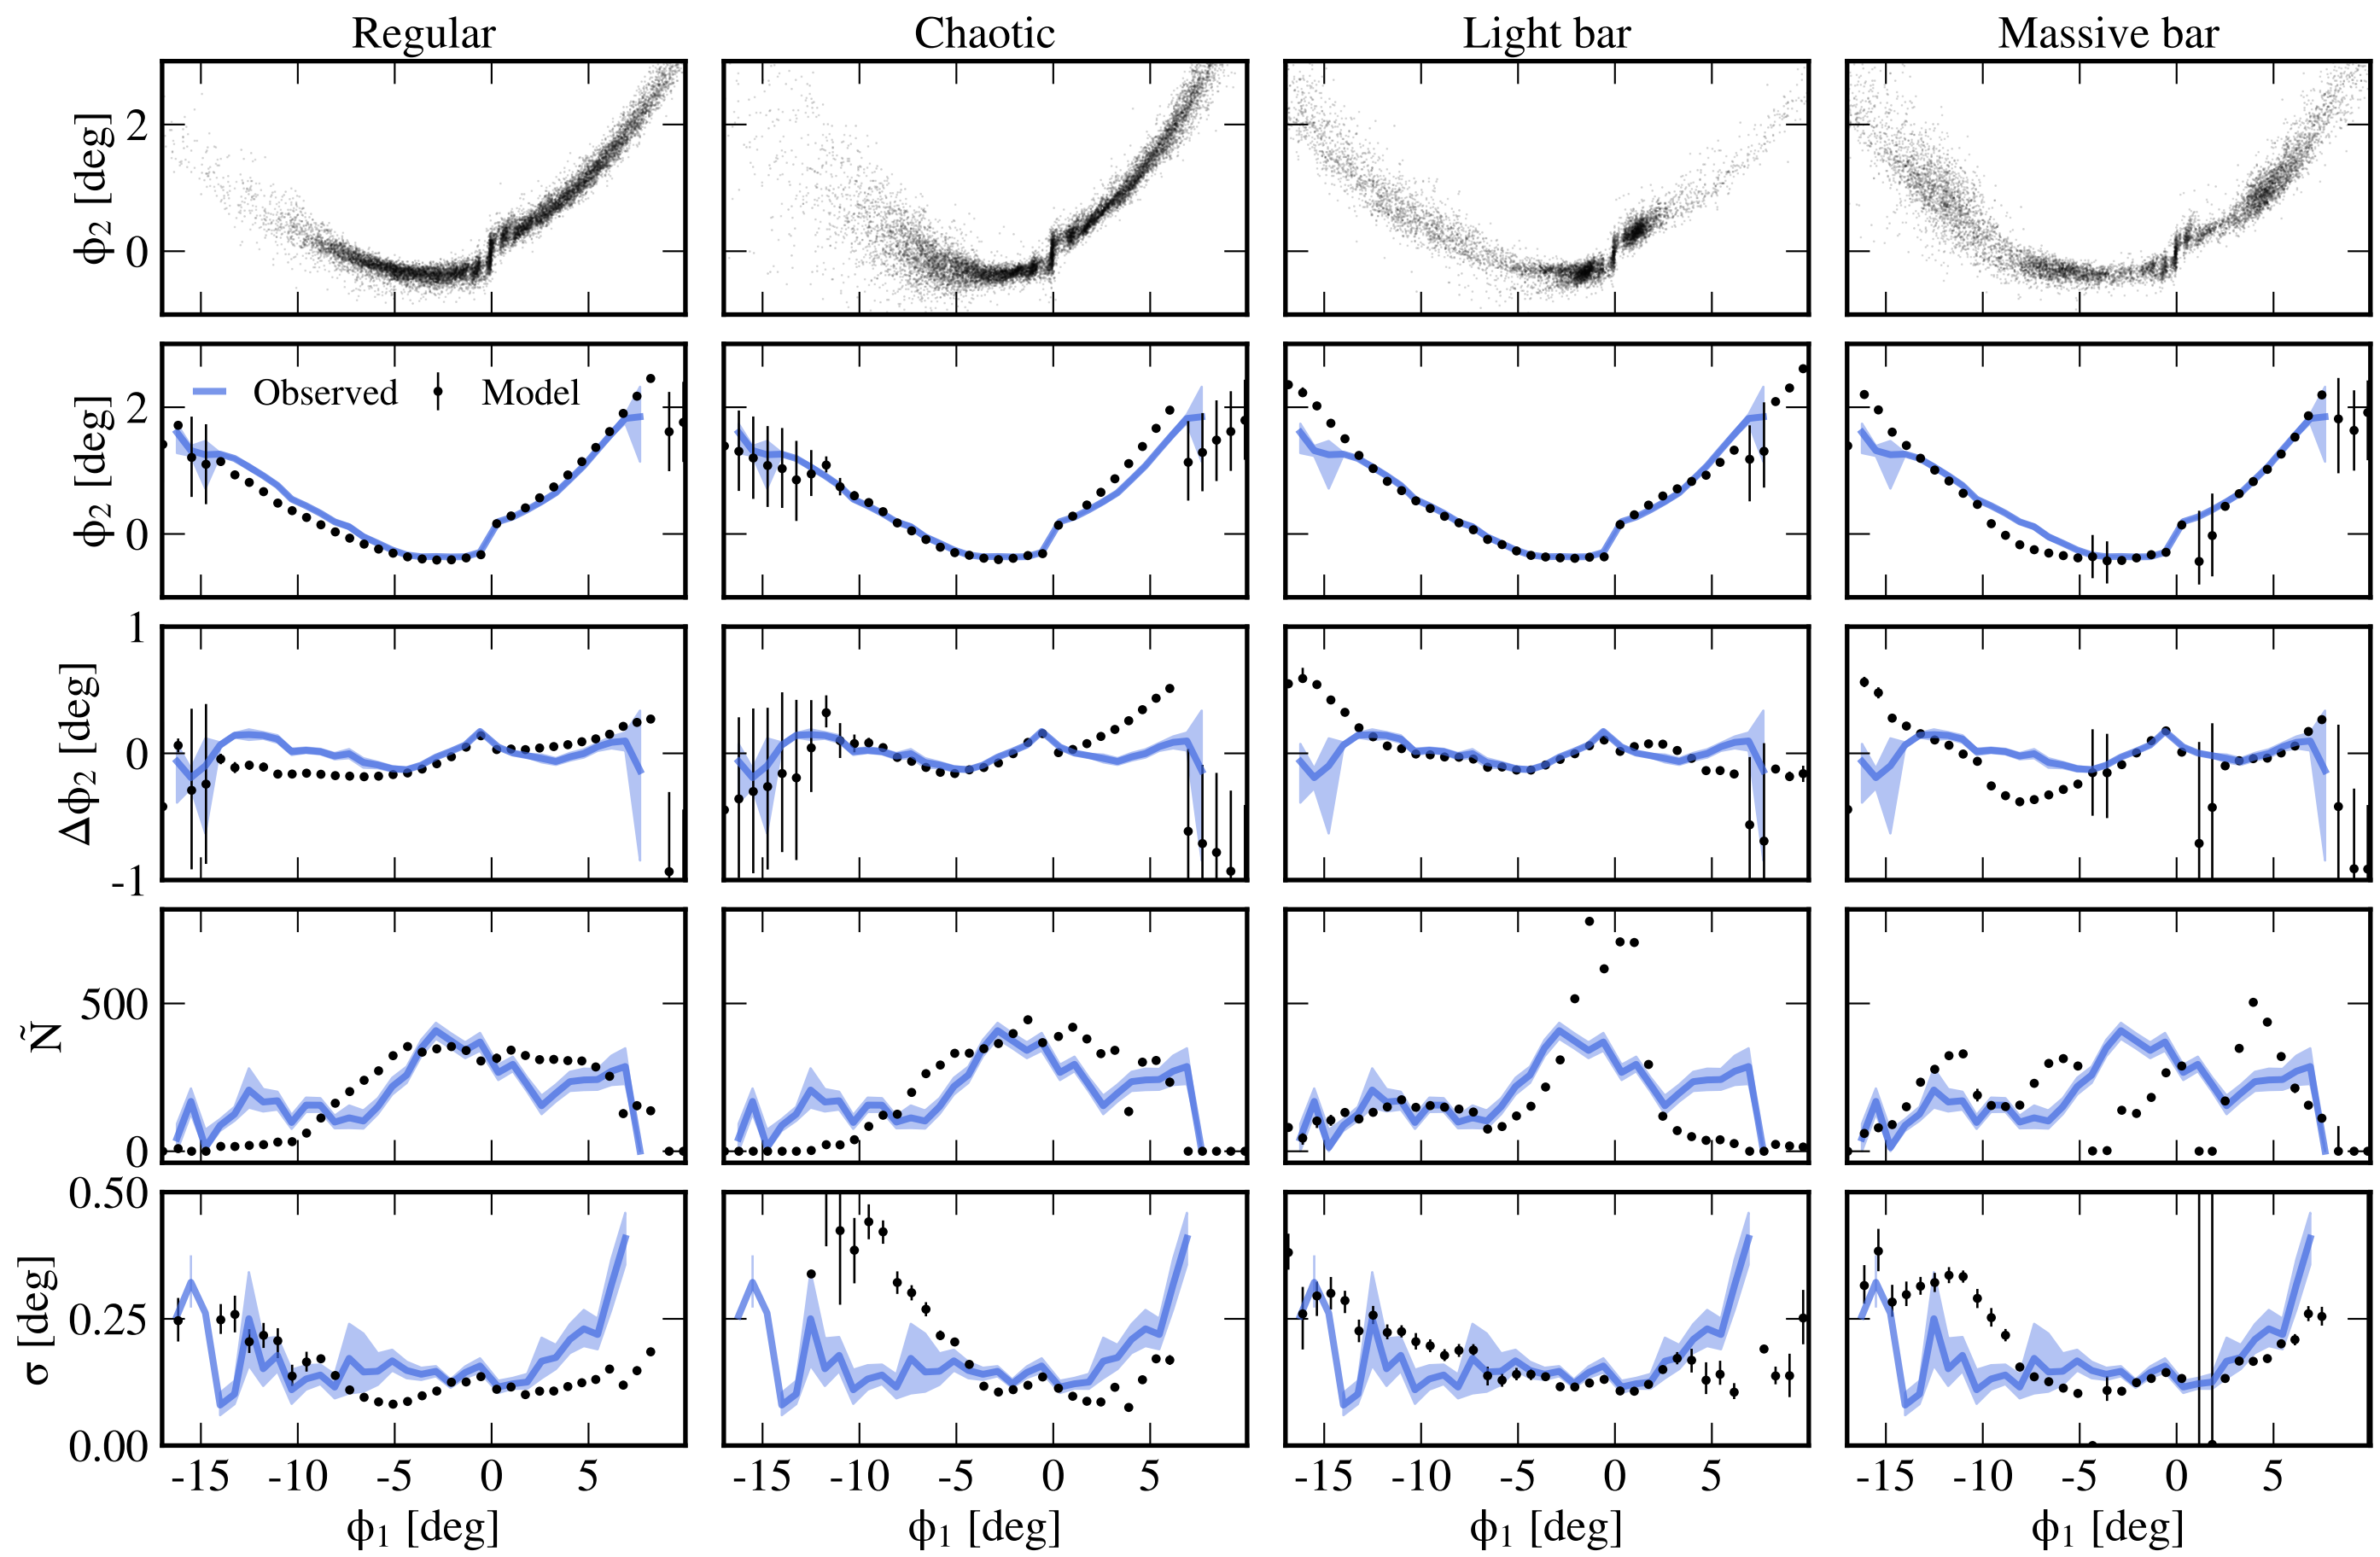 Regular Chaotic Light bar Massive bar
ϕ2 [deg]
2
0
ϕ2 [deg]
2
0
Observed Model
Δϕ2 [deg]
1
0
-1
Ñ
500
0
σ [deg]
0.50
0.25
0.00
-15 -10 -5 0 5 -15 -10 -5 0 5 -15 -10 -5 0 5 -15 -10 -5 0 5
ϕ1 [deg] ϕ1 [deg] ϕ1 [deg] ϕ1 [deg]